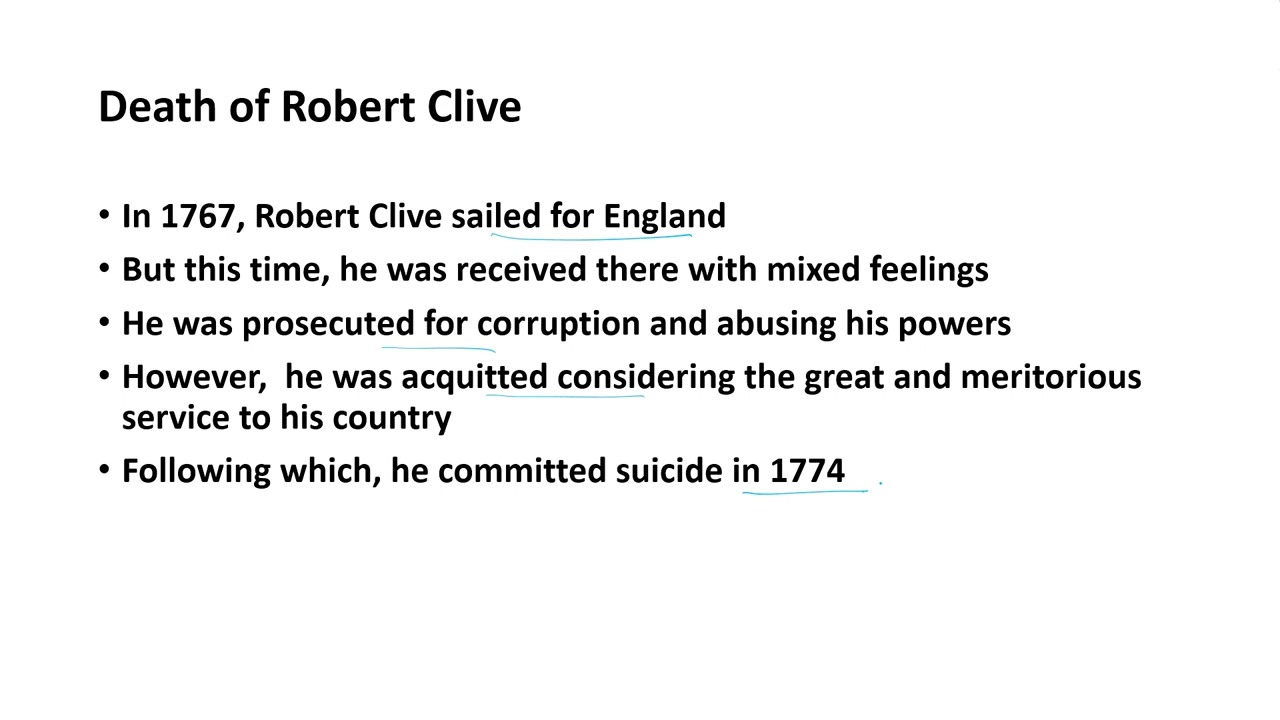 Death of Robert Clive
• In 1767, Robert Clive sailed for England
• But this time, he was received there with mixed feelings
• He was prosecuted for corruption and abusing his powers
• However,  he was acquitted considering the great and meritorious
service to his country
• Following which, he committed suicide in 1774